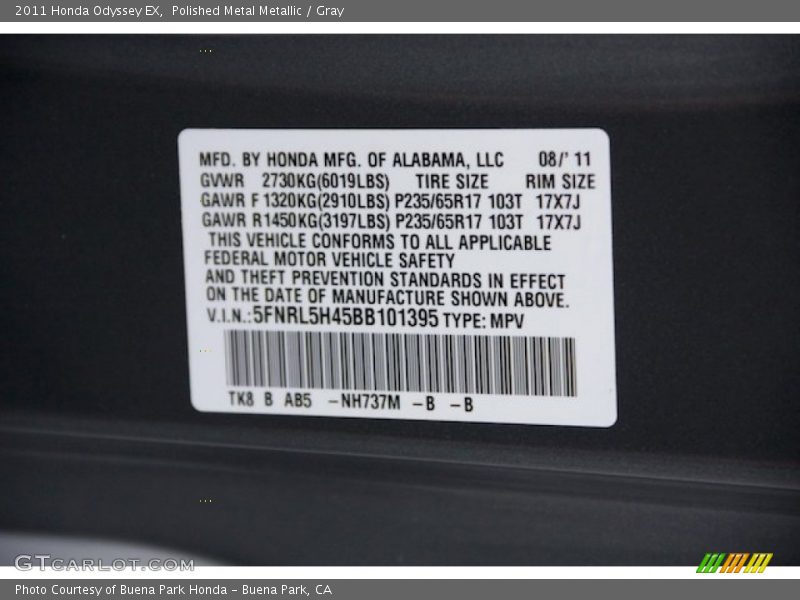 2011 Honda Odyssey EX, Polished Metal Metallic / Gray
MFD. BY HONDA MFG. OF ALABAMA, LLC 08/' 11
GVWR 2730KG(6019LBS) TIRE SIZE RIM SIZE
GAWR F 1320KG(2910LBS) P235/65R17 103T 17X7J
GAWR R1450KG(3197LBS) P235/65R17 103T 17X7J
THIS VEHICLE CONFORMS TO ALL APPLICABLE
FEDERAL MOTOR VEHICLE SAFETY
AND THEFT PREVENTION STANDARDS IN EFFECT
ON THE DATE OF MANUFACTURE SHOWN ABOVE.
V.I.N.:5FNRL5H45BB101395 TYPE: MPV
TK8 B AB5 -NH737M -B -B
GTCARLOT.COM
Photo Courtesy of Buena Park Honda - Buena Park, CA